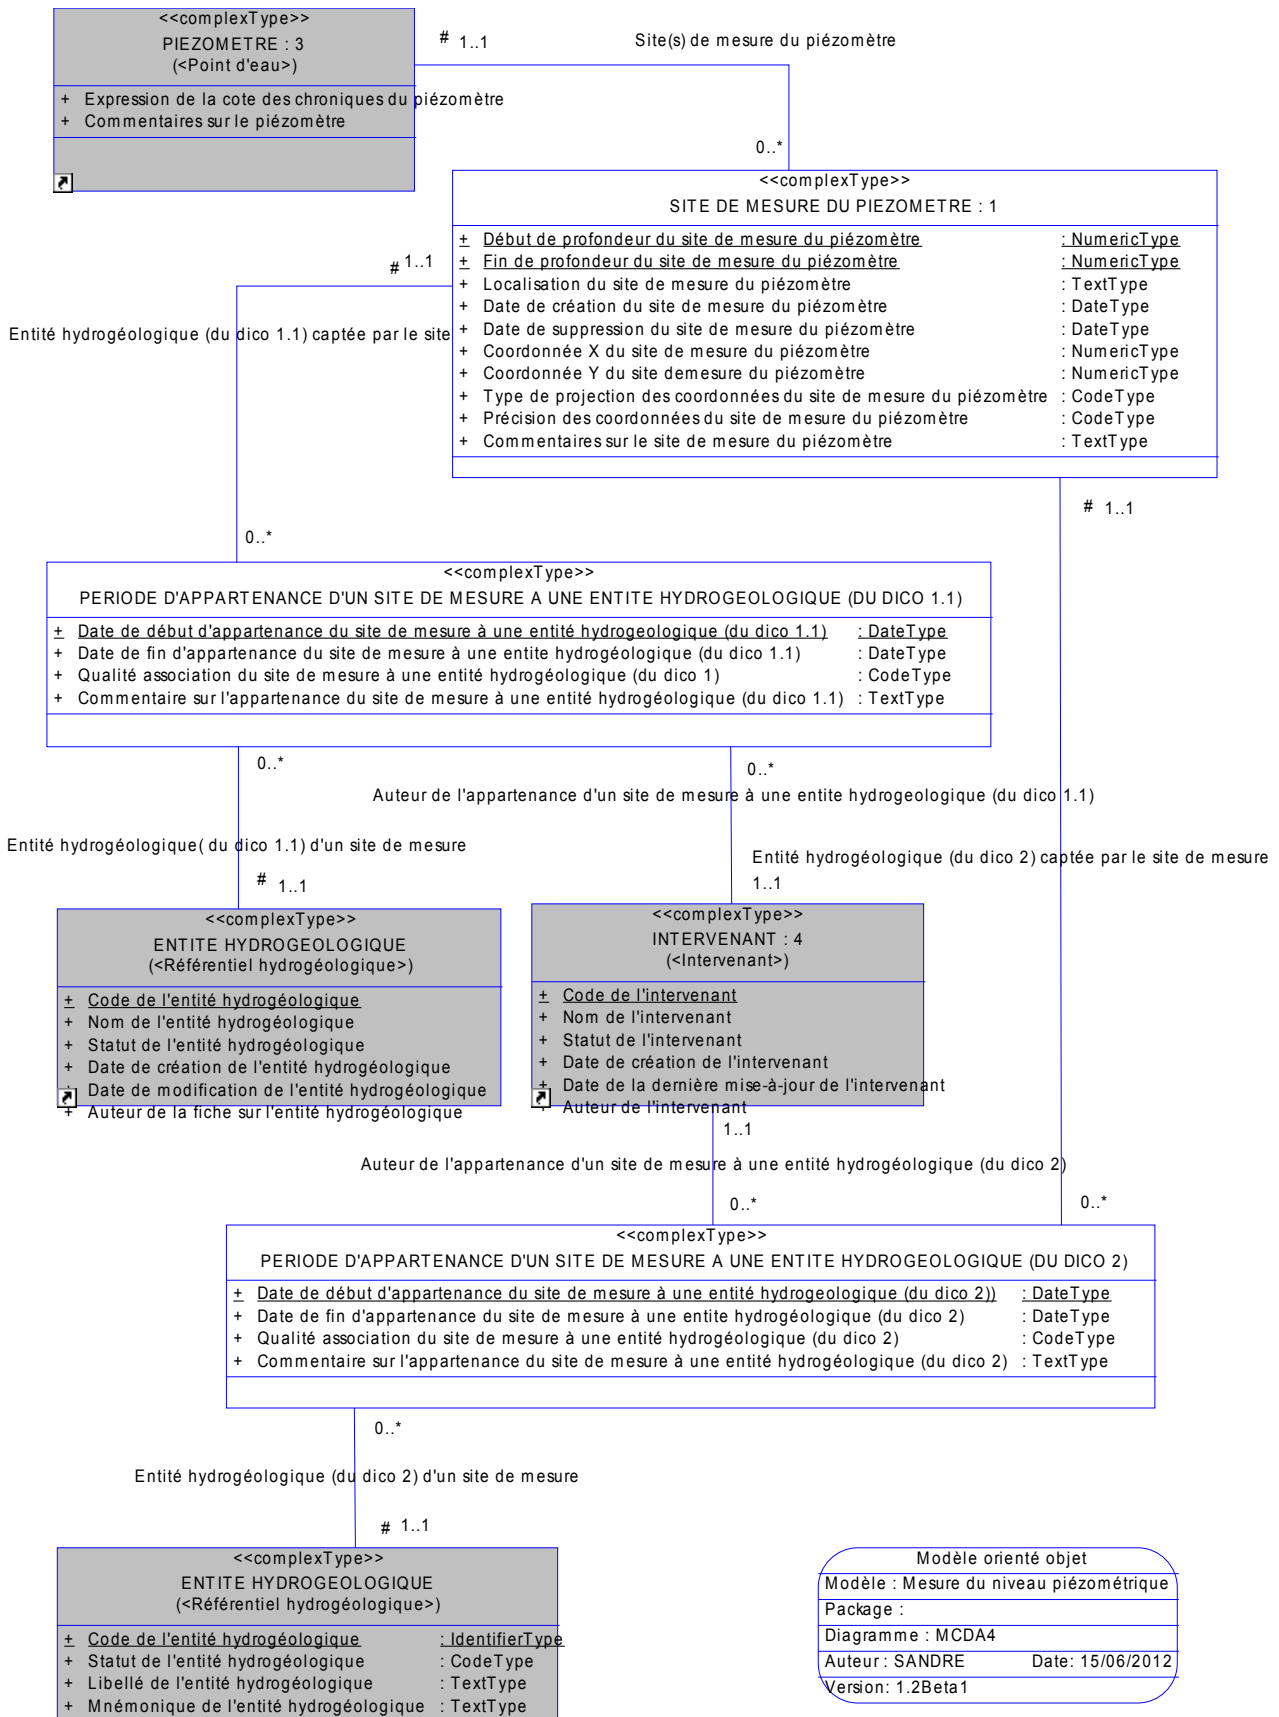 <<complexType>>
PIEZOMETRE : 3
(<Point d'eau>)
+ Expression de la cote des chroniques du piézomètre
+ Commentaires sur le piézomètre
# 1..1
Site(s) de mesure du piézomètre
0..*
<<complexType>>
SITE DE MESURE DU PIEZOMETRE : 1
+ Début de profondeur du site de mesure du piézomètre : NumericType
+ Fin de profondeur du site de mesure du piézomètre : NumericType
+ Localisation du site de mesure du piézomètre : TextType
+ Date de création du site de mesure du piézomètre : DateType
+ Date de suppression du site de mesure du piézomètre : DateType
+ Coordonnée X du site de mesure du piézomètre : NumericType
+ Coordonnée Y du site demesure du piézomètre : NumericType
+ Type de projection des coordonnées du site de mesure du piézomètre : CodeType
+ Précision des coordonnées du site de mesure du piézomètre : CodeType
+ Commentaires sur le site de mesure du piézomètre : TextType
# 1..1
Entité hydrogéologique (du dico 1.1) captée par le site
0..*
# 1..1
<<complexType>>
PERIODE D'APPARTENANCE D'UN SITE DE MESURE A UNE ENTITE HYDROGEOLOGIQUE (DU DICO 1.1)
+ Date de début d'appartenance du site de mesure à une entité hydrogeologique (du dico 1.1) : DateType
+ Date de fin d'appartenance du site de mesure à une entite hydrogéologique (du dico 1.1) : DateType
+ Qualité association du site de mesure à une entité hydrogéologique (du dico 1) : CodeType
+ Commentaire sur l'appartenance du site de mesure à une entité hydrogéologique (du dico 1.1) : TextType
0..*
0..*
Auteur de l'appartenance d'un site de mesure à une entite hydrogeologique (du dico 1.1)
Entité hydrogéologique( du dico 1.1) d'un site de mesure
Entité hydrogéologique (du dico 2) captée par le site de mesure
# 1..1
1..1
<<complexType>>
ENTITE HYDROGEOLOGIQUE
(<Référentiel hydrogéologique>)
+ Code de l'entité hydrogéologique
+ Nom de l'entité hydrogéologique
+ Statut de l'entité hydrogéologique
+ Date de création de l'entité hydrogéologique
+ Date de modification de l'entité hydrogéologique
+ Auteur de la fiche sur l'entité hydrogéologique
<<complexType>>
INTERVENANT : 4
(<Intervenant>)
+ Code de l'intervenant
+ Nom de l'intervenant
+ Statut de l'intervenant
+ Date de création de l'intervenant
+ Date de la dernière mise-à-jour de l'intervenant
+ Auteur de l'intervenant
1..1
Auteur de l'appartenance d'un site de mesure à une entité hydrogéologique (du dico 2)
0..*
0..*
<<complexType>>
PERIODE D'APPARTENANCE D'UN SITE DE MESURE A UNE ENTITE HYDROGEOLOGIQUE (DU DICO 2)
+ Date de début d'appartenance du site de mesure à une entité hydrogeologique (du dico 2)) : DateType
+ Date de fin d'appartenance du site de mesure à une entite hydrogéologique (du dico 2) : DateType
+ Qualité association du site de mesure à une entité hydrogéologique (du dico 2) : CodeType
+ Commentaire sur l'appartenance du site de mesure à une entité hydrogéologique (du dico 2) : TextType
0..*
Entité hydrogéologique (du dico 2) d'un site de mesure
# 1..1
<<complexType>>
ENTITE HYDROGEOLOGIQUE
(<Référentiel hydrogéologique>)
+ Code de l'entité hydrogéologique : IdentifierType
+ Statut de l'entité hydrogéologique : CodeType
+ Libellé de l'entité hydrogéologique : TextType
+ Mnémonique de l'entité hydrogéologique : TextType
Modèle orienté objet
Modèle : Mesure du niveau piézométrique
Package :
Diagramme : MCDA4
Auteur : SANDRE Date: 15/06/2012
Version: 1.2Beta1